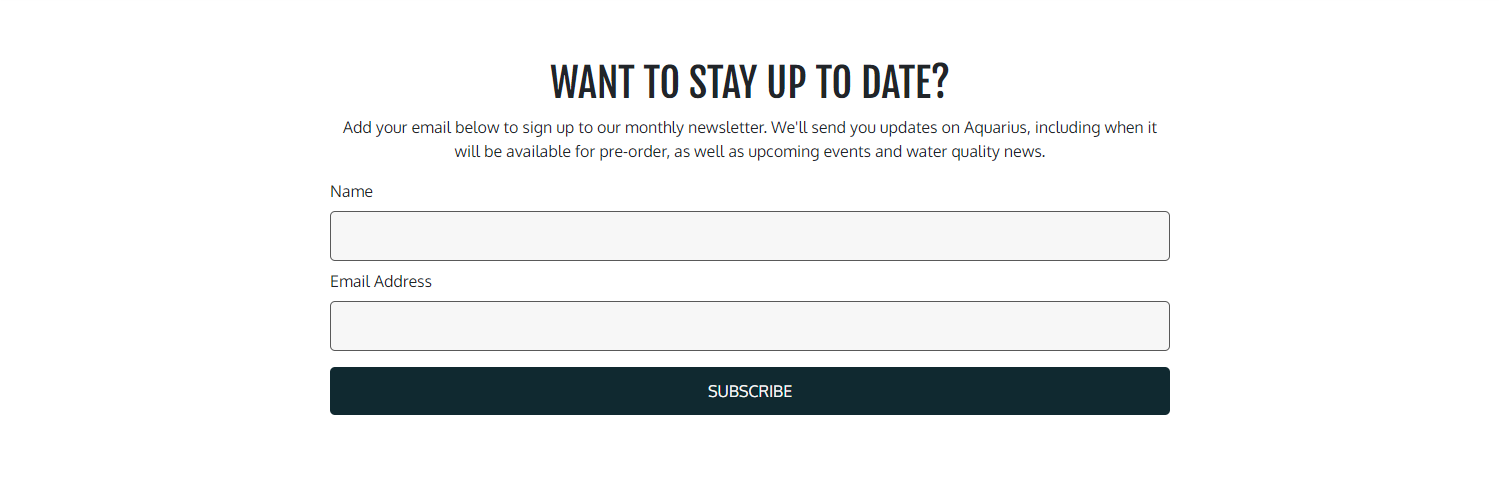 WANT TO STAY UP TO DATE?
Add your email below to sign up to our monthly newsletter. We'll send you updates on Aquarius, including when it
will be available for pre-order, as well as upcoming events and water quality news.
Name
Email Address
SUBSCRIBE